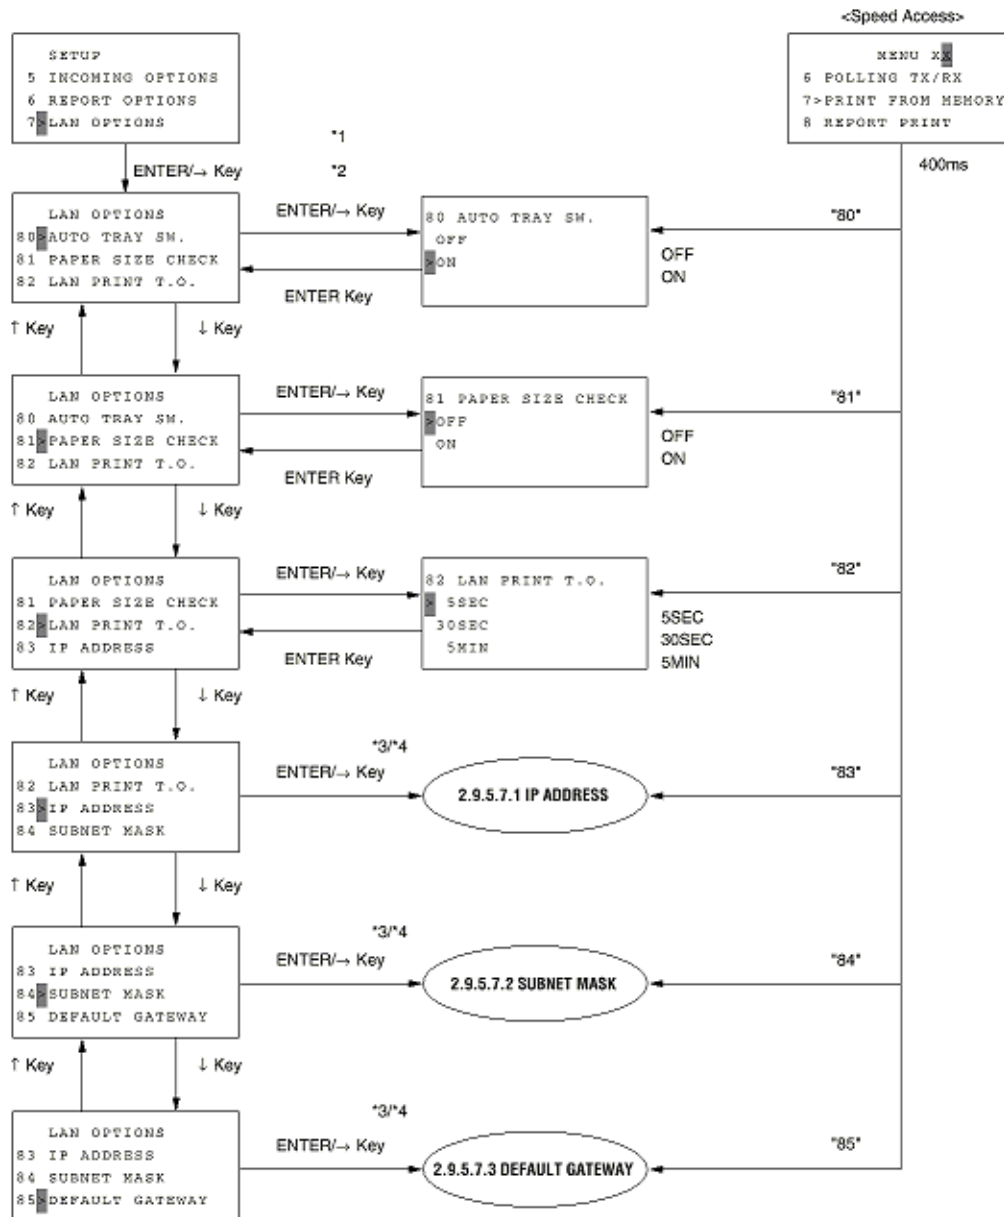 <Speed Access>
SETUP
5 INCOMING OPTIONS
6 REPORT OPTIONS
7>LAN OPTIONS
MENU XX
6 POLLING TX/RX
7>PRINT FROM MEMORY
8 REPORT PRINT
*1
ENTER/→ Key
*2
400ms
LAN OPTIONS
80>AUTO TRAY SW.
81 PAPER SIZE CHECK
82 LAN PRINT T.O.
ENTER/→ Key
ENTER Key
80 AUTO TRAY SW.
OFF
>ON
"80"
OFF
ON
↑ Key
↓ Key
LAN OPTIONS
80 AUTO TRAY SW.
81>PAPER SIZE CHECK
82 LAN PRINT T.O.
ENTER/→ Key
ENTER Key
81 PAPER SIZE CHECK
>OFF
ON
"81"
OFF
ON
↑ Key
↓ Key
LAN OPTIONS
81 PAPER SIZE CHECK
82>LAN PRINT T.O.
83 IP ADDRESS
ENTER/→ Key
ENTER Key
82 LAN PRINT T.O.
> 5SEC
30SEC
5MIN
"82"
5SEC
30SEC
5MIN
↑ Key
↓ Key
LAN OPTIONS
82 LAN PRINT T.O.
83>IP ADDRESS
84 SUBNET MASK
*3/*4
ENTER/→ Key
2.9.5.7.1 IP ADDRESS
"83"
↑ Key
↓ Key
LAN OPTIONS
83 IP ADDRESS
84>SUBNET MASK
85 DEFAULT GATEWAY
*3/*4
ENTER/→ Key
2.9.5.7.2 SUBNET MASK
"84"
↑ Key
↓ Key
LAN OPTIONS
83 IP ADDRESS
84 SUBNET MASK
85>DEFAULT GATEWAY
*3/*4
ENTER/→ Key
2.9.5.7.3 DEFAULT GATEWAY
"85"